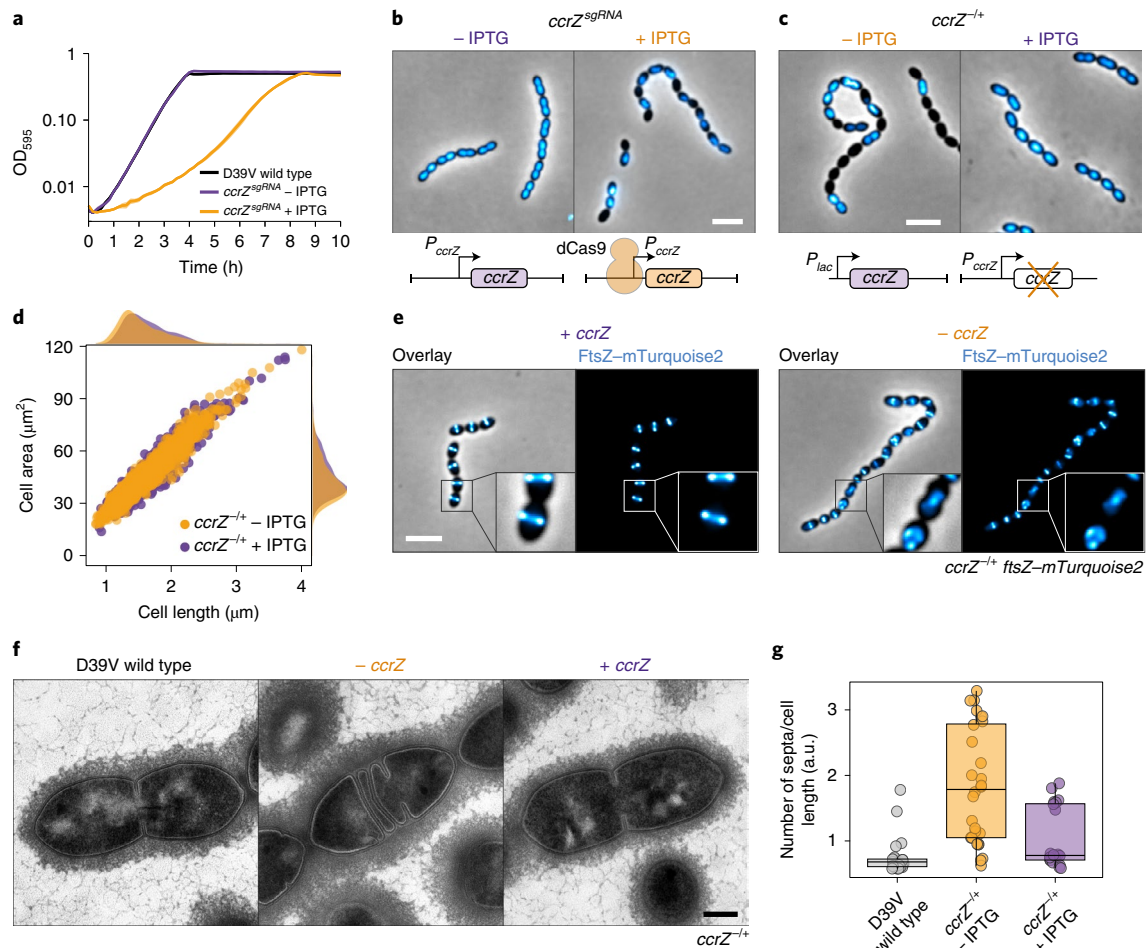 a
1
0.10
0.01
OD595
0 1 2 3 4 5 6 7 8 9 10
Time (h)
D39V wild type
ccrZsgRNA – IPTG
ccrZsgRNA + IPTG
b
ccrZsgRNA
– IPTG
+ IPTG
PccrZ
ccrZ
dCas9
PccrZ
ccrZ
c
ccrZ–/+
– IPTG
+ IPTG
Plac
ccrZ
PccrZ
ccrZ
d
120
90
60
30
0
Cell area (μm2)
1 2 3 4
Cell length (μm)
ccrZ–/+ – IPTG
ccrZ–/+ + IPTG
e
+ ccrZ
Overlay
FtsZ–mTurquoise2
– ccrZ
Overlay
FtsZ–mTurquoise2
ccrZ–/+ ftsZ–mTurquoise2
f
D39V wild type
– ccrZ
+ ccrZ
ccrZ–/+
g
3
2
1
Number of septa/cell
length (a.u.)
D39V
wild type
ccrZ–/+
– IPTG
ccrZ–/+
+ IPTG